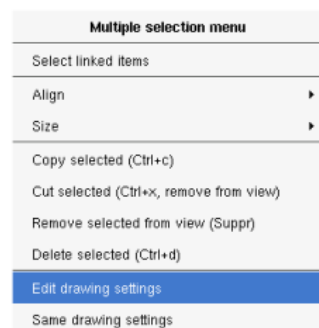 Multiple selection menu
Select linked items
Align
Size
Copy selected (Ctrl+c)
Cut selected (Ctrl+x, remove from view)
Remove selected from view (Suppr)
Delete selected (Ctrl+d)
Edit drawing settings
Same drawing settings